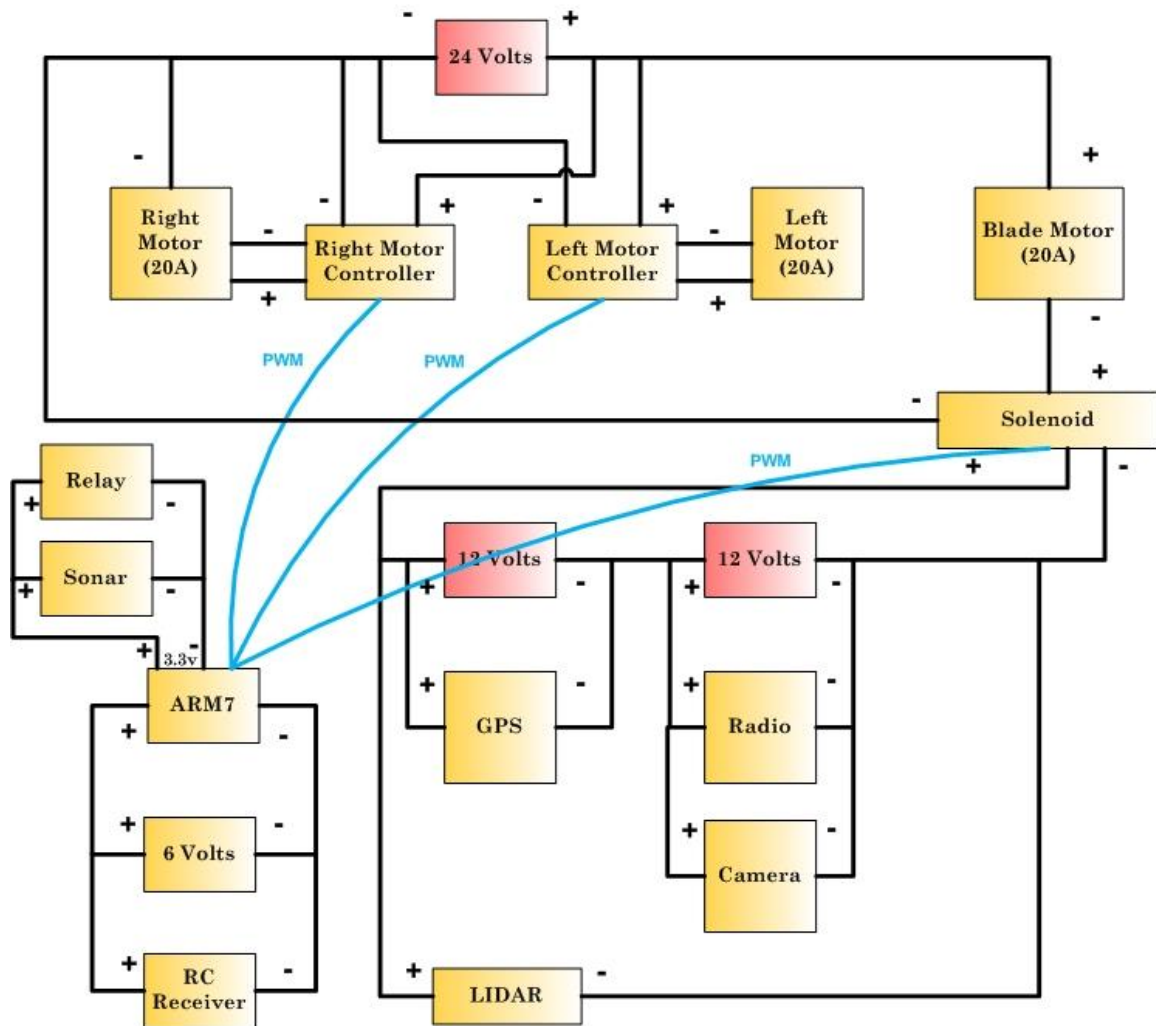 - +
24 Volts
- +
Right
Motor
(20A)
-
+
- +
Right Motor
Controller
- +
Left Motor
Controller
-
+
Left
Motor
(20A)
Blade Motor
(20A)
-
PWM
PWM
+
-
Solenoid
PWM
+ -
Relay
+ -
Sonar
+ -
+ -
3.3v
ARM7
+ -
12 Volts
+ -
12 Volts
+ -
+ -
GPS
+ -
Radio
+ -
6 Volts
+ -
Camera
+ -
RC
Receiver
+ -
LIDAR